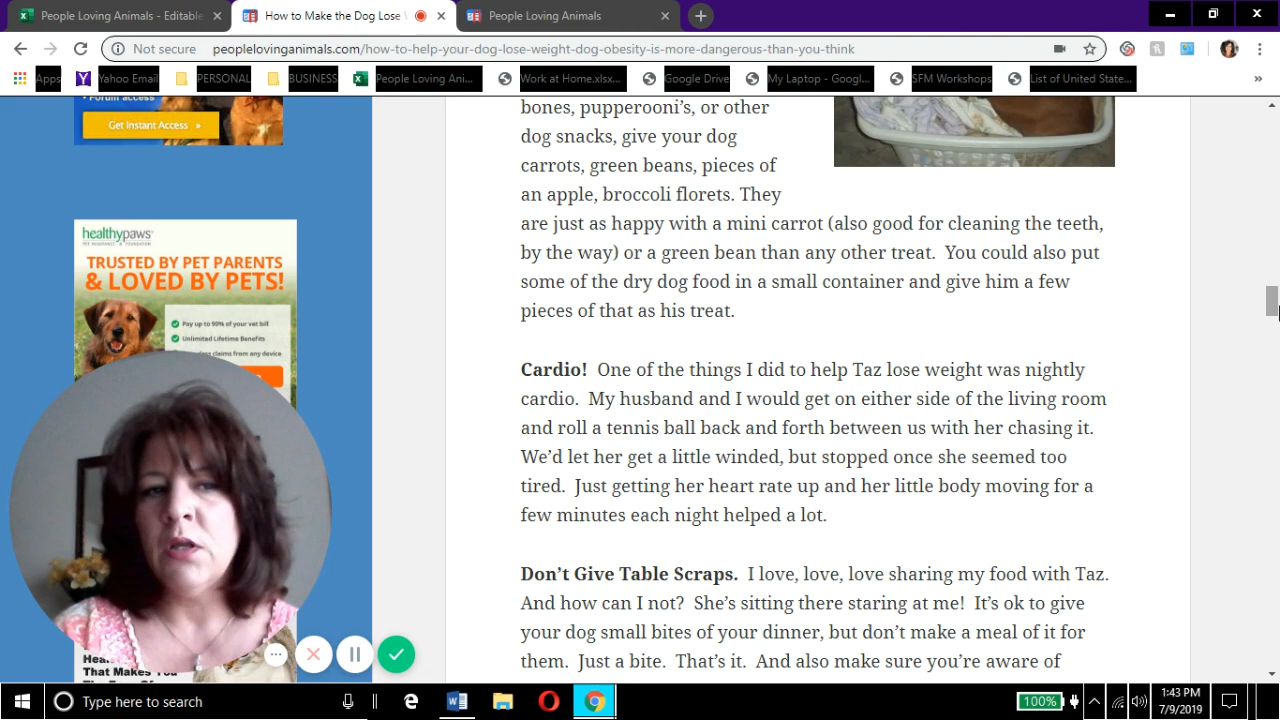 People Loving Animals - Editable
How to Make the Dog Lose
People Loving Animals
Not secure
peoplelovinganimals.com/how-to-help-your-dog-lose-weight-dog-obesity-is-more-dangerous-than-you-think
Apps
Yahoo Email
PERSONAL
BUSINESS
People Loving Ani...
Work at Home.xlsx...
Google Drive
My Laptop - Googl...
SFM Workshops
List of United State...
»
• Forum access
Get Instant Access »
healthypaws
PET INSURANCE & FOUNDATION
TRUSTED BY PET PARENTS
& LOVED BY PETS!
Pay up to 90% of your vet bill
Unlimited Lifetime Benefits
claims from any device
That Makes You
bones, pupperooni's, or other
dog snacks, give your dog
carrots, green beans, pieces of
an apple, broccoli florets. They
are just as happy with a mini carrot (also good for cleaning the teeth,
by the way) or a green bean than any other treat. You could also put
some of the dry dog food in a small container and give him a few
pieces of that as his treat.
Cardio! One of the things I did to help Taz lose weight was nightly
cardio. My husband and I would get on either side of the living room
and roll a tennis ball back and forth between us with her chasing it.
We'd let her get a little winded, but stopped once she seemed too
tired. Just getting her heart rate up and her little body moving for a
few minutes each night helped a lot.
Don't Give Table Scraps. I love, love, love sharing my food with Taz.
And how can I not? She's sitting there staring at me! It's ok to give
your dog small bites of your dinner, but don't make a meal of it for
them. Just a bite. That's it. And also make sure you're aware of
Type here to search
100%
1:43 PM
7/9/2019